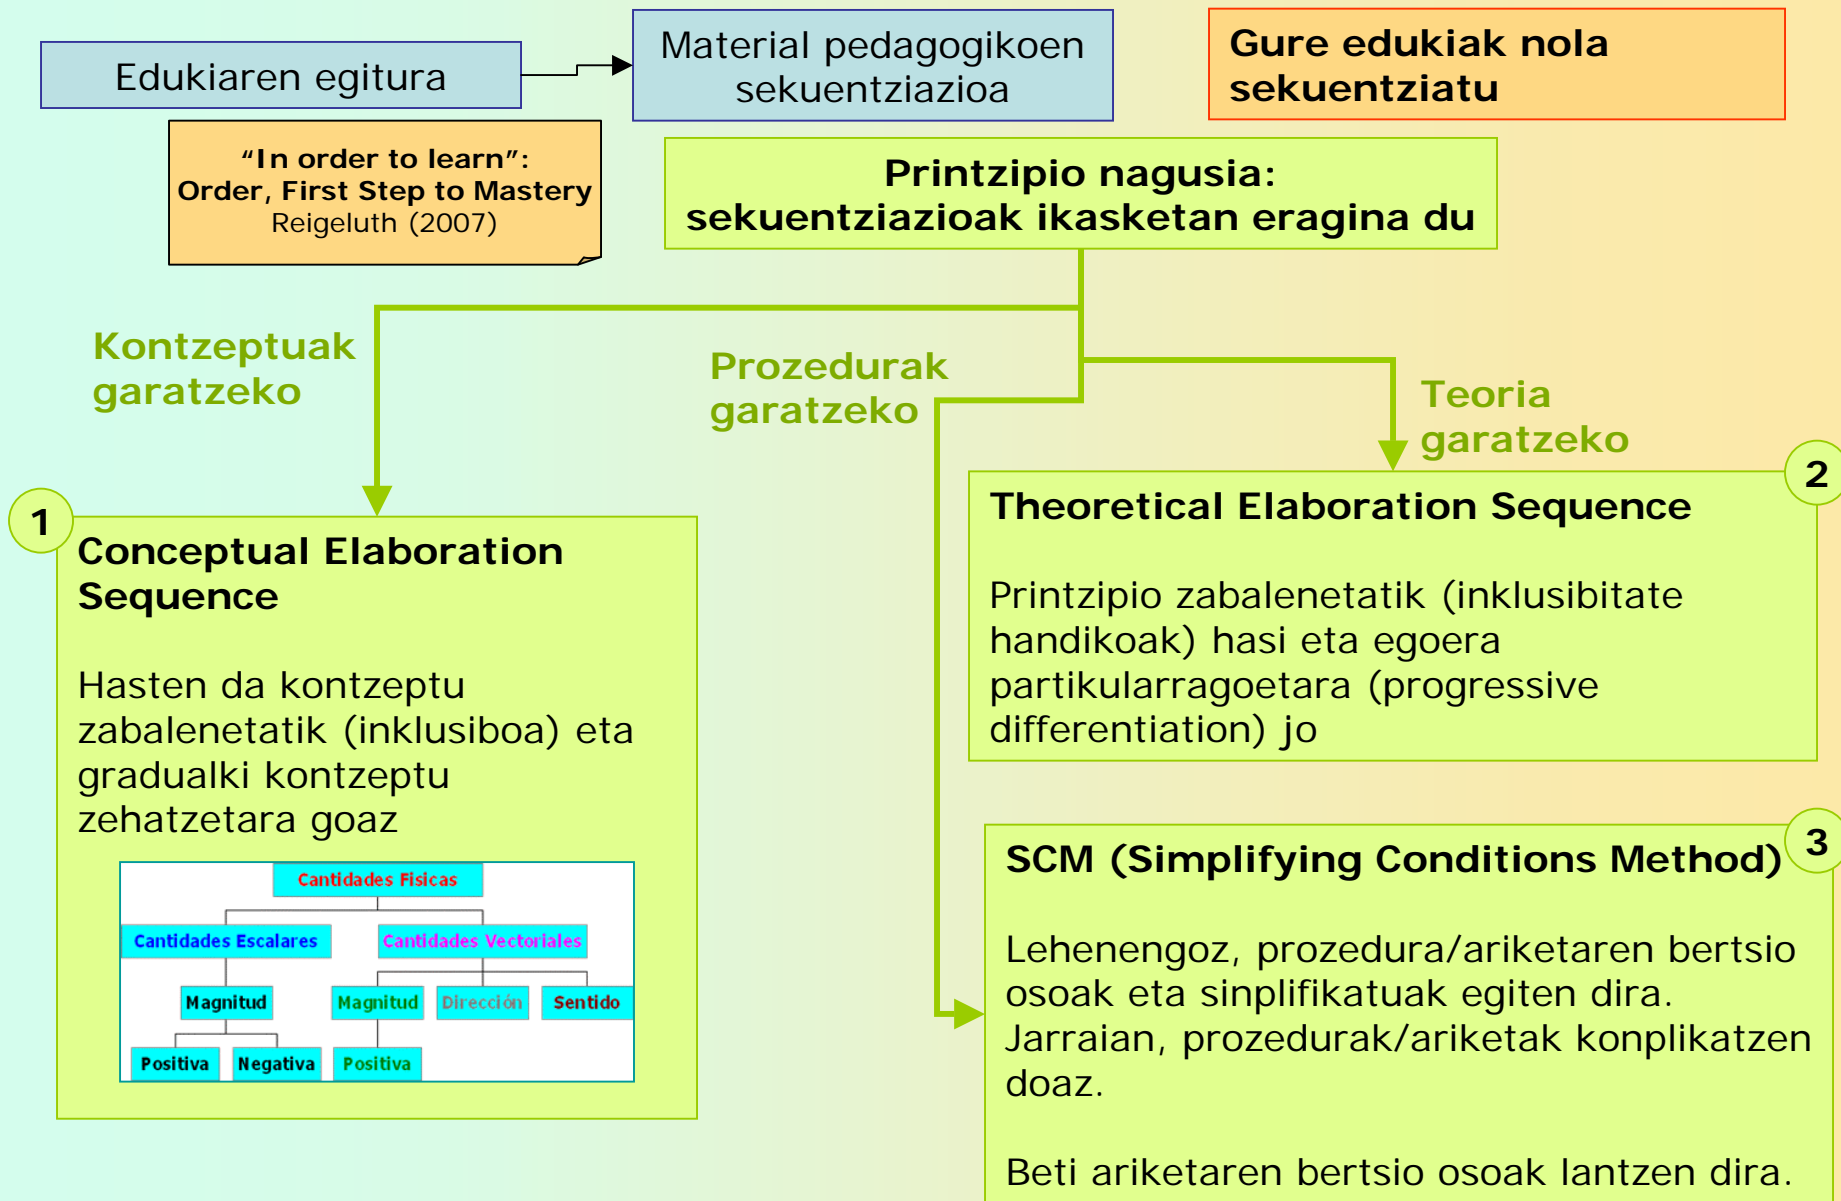 Edukiaren egitura
Material pedagogikoen
sekuentziazioa
Gure edukiak nola
sekuentziatu
“In order to learn”:
Order, First Step to Mastery
Reigeluth (2007)
Printzipio nagusia:
sekuentziazioak ikasketan eragina du
Kontzeptuak
garatzeko
Prozedurak
garatzeko
Teoria
garatzeko
1
Conceptual Elaboration
Sequence
Hasten da kontzeptu
zabalenetatik (inklusiboa) eta
gradualki kontzeptu
zehatzetara goaz
Cantidades Fisicas
Cantidades Escalares
Cantidades Vectoriales
Magnitud
Magnitud
Dirección
Sentido
Positiva
Negativa
Positiva
2
Theoretical Elaboration Sequence
Printzipio zabalenetatik (inklusibitate
handikoak) hasi eta egoera
partikularragoetara (progressive
differentiation) jo
3
SCM (Simplifying Conditions Method)
Lehenengoz, prozedura/ariketaren bertsio
osoak eta sinplifikatuak egiten dira.
Jarraian, prozedurak/ariketak konplikatzen
doaz.
Beti ariketaren bertsio osoak lantzen dira.